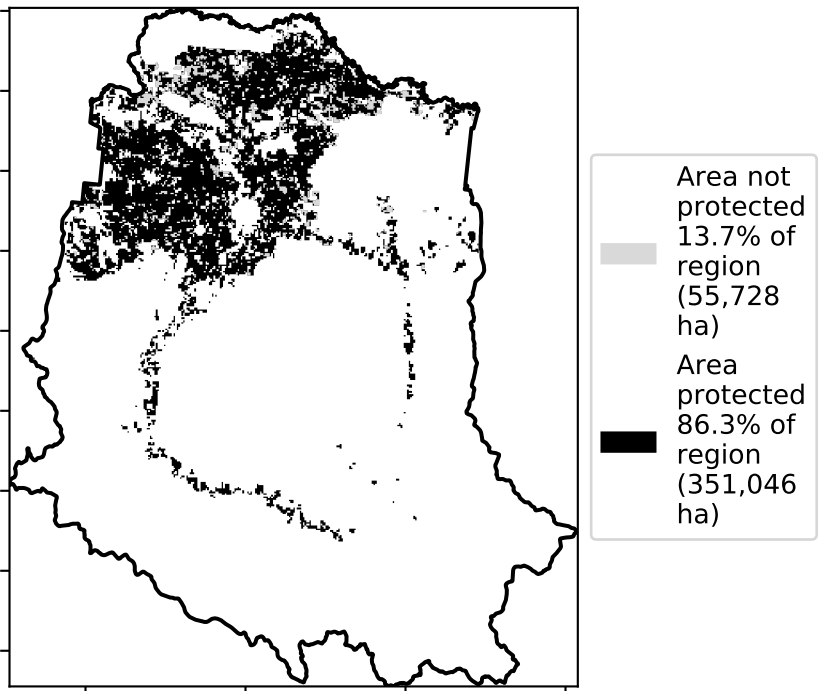 Area not
protected
13.7% of
region
(55,728
ha)
Area
protected
86.3% of
region
(351,046
ha)